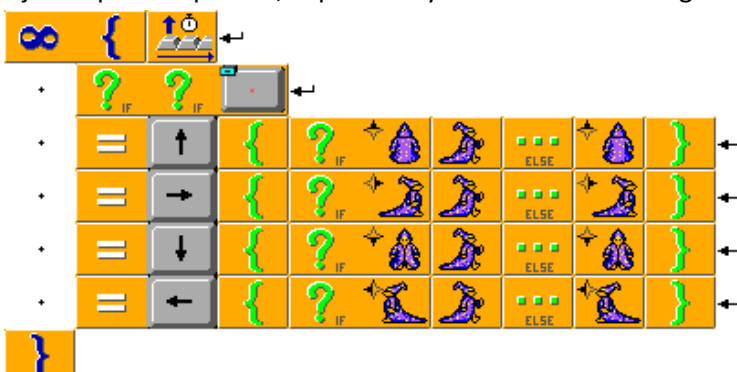 ∞ { ↵
· ? IF ? IF · ↵
· = ↑ { ? IF ... ELSE } ↵
· = → { ? IF ... ELSE } ↵
· = ↓ { ? IF ... ELSE } ↵
· = ← { ? IF ... ELSE } ↵
}